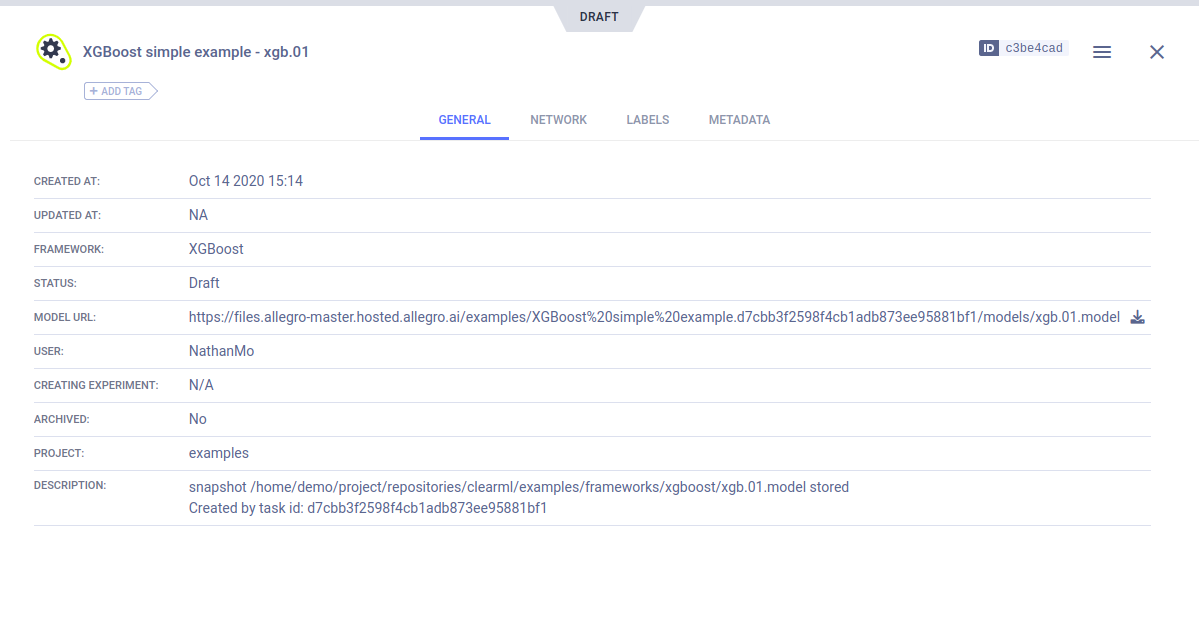 DRAFT
XGBoost simple example - xgb.01
ID c3be4cad
+ ADD TAG
GENERAL NETWORK LABELS METADATA
CREATED AT: Oct 14 2020 15:14
UPDATED AT: NA
FRAMEWORK: XGBoost
STATUS: Draft
MODEL URL: https://files.allegro-master.hosted.allegro.ai/examples/XGBoost%20simple%20example.d7cbb3f2598f4cb1adb873ee95881bf1/models/xgb.01.model
USER: NathanMo
CREATING EXPERIMENT: N/A
ARCHIVED: No
PROJECT: examples
DESCRIPTION: snapshot /home/demo/project/repositories/clearml/examples/frameworks/xgboost/xgb.01.model stored
Created by task id: d7cbb3f2598f4cb1adb873ee95881bf1